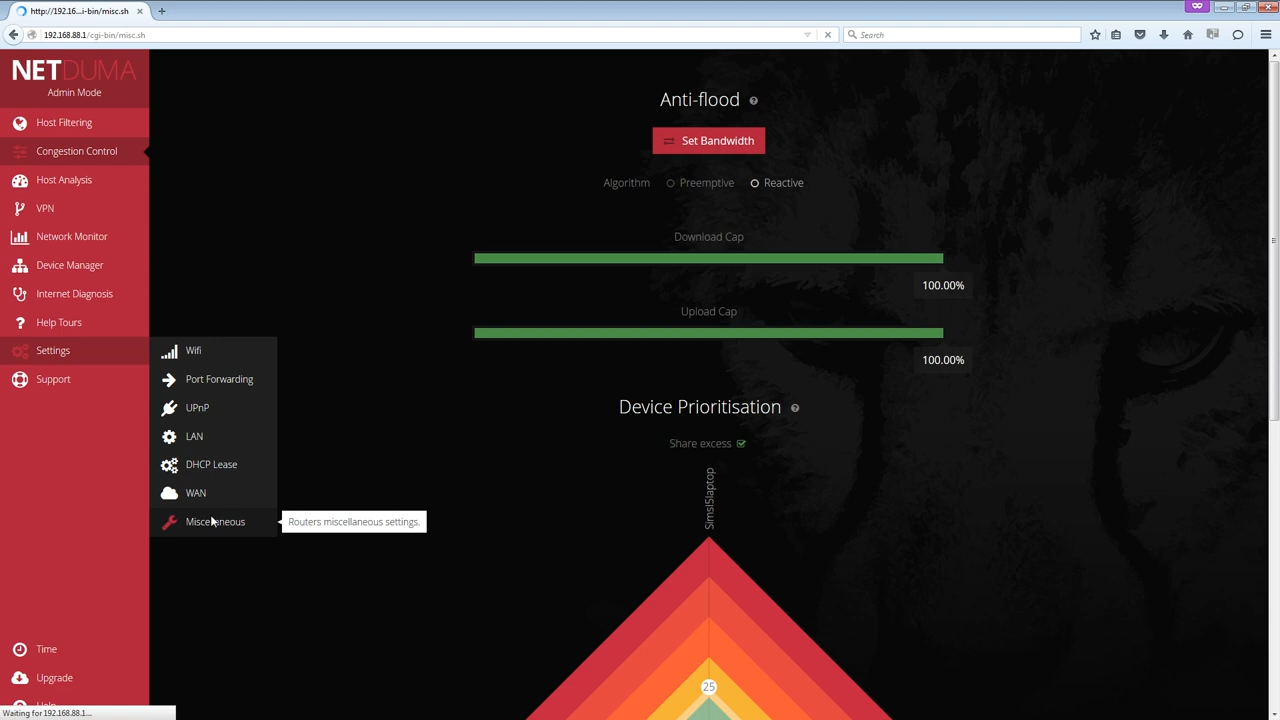 http://192.16...i-bin/misc.sh
192.168.88.1/cgi-bin/misc.sh
Search
NETDUMA
Admin Mode
Host Filtering
Congestion Control
Host Analysis
VPN
Network Monitor
Device Manager
Internet Diagnosis
Help Tours
Settings
Support
Wifi
Port Forwarding
UPnP
LAN
DHCP Lease
WAN
Miscellaneous
Routers miscellaneous settings.
Anti-flood
Set Bandwidth
Algorithm Preemptive Reactive
Download Cap
100.00%
Upload Cap
100.00%
Device Prioritisation
Share excess
25
Time
Upgrade
Help
Waiting for 192.168.88.1...